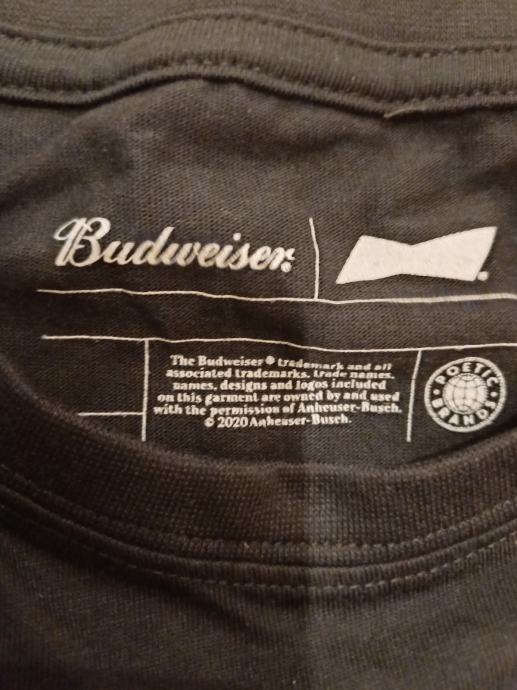 Budweiser®
The Budweiser® trademark and all
associated trademarks, trade names,
names, designs and logos included
on this garment are owned by and used
with the permission of Anheuser-Busch.
© 2020 Anheuser-Busch.
POETIC
BRANDS